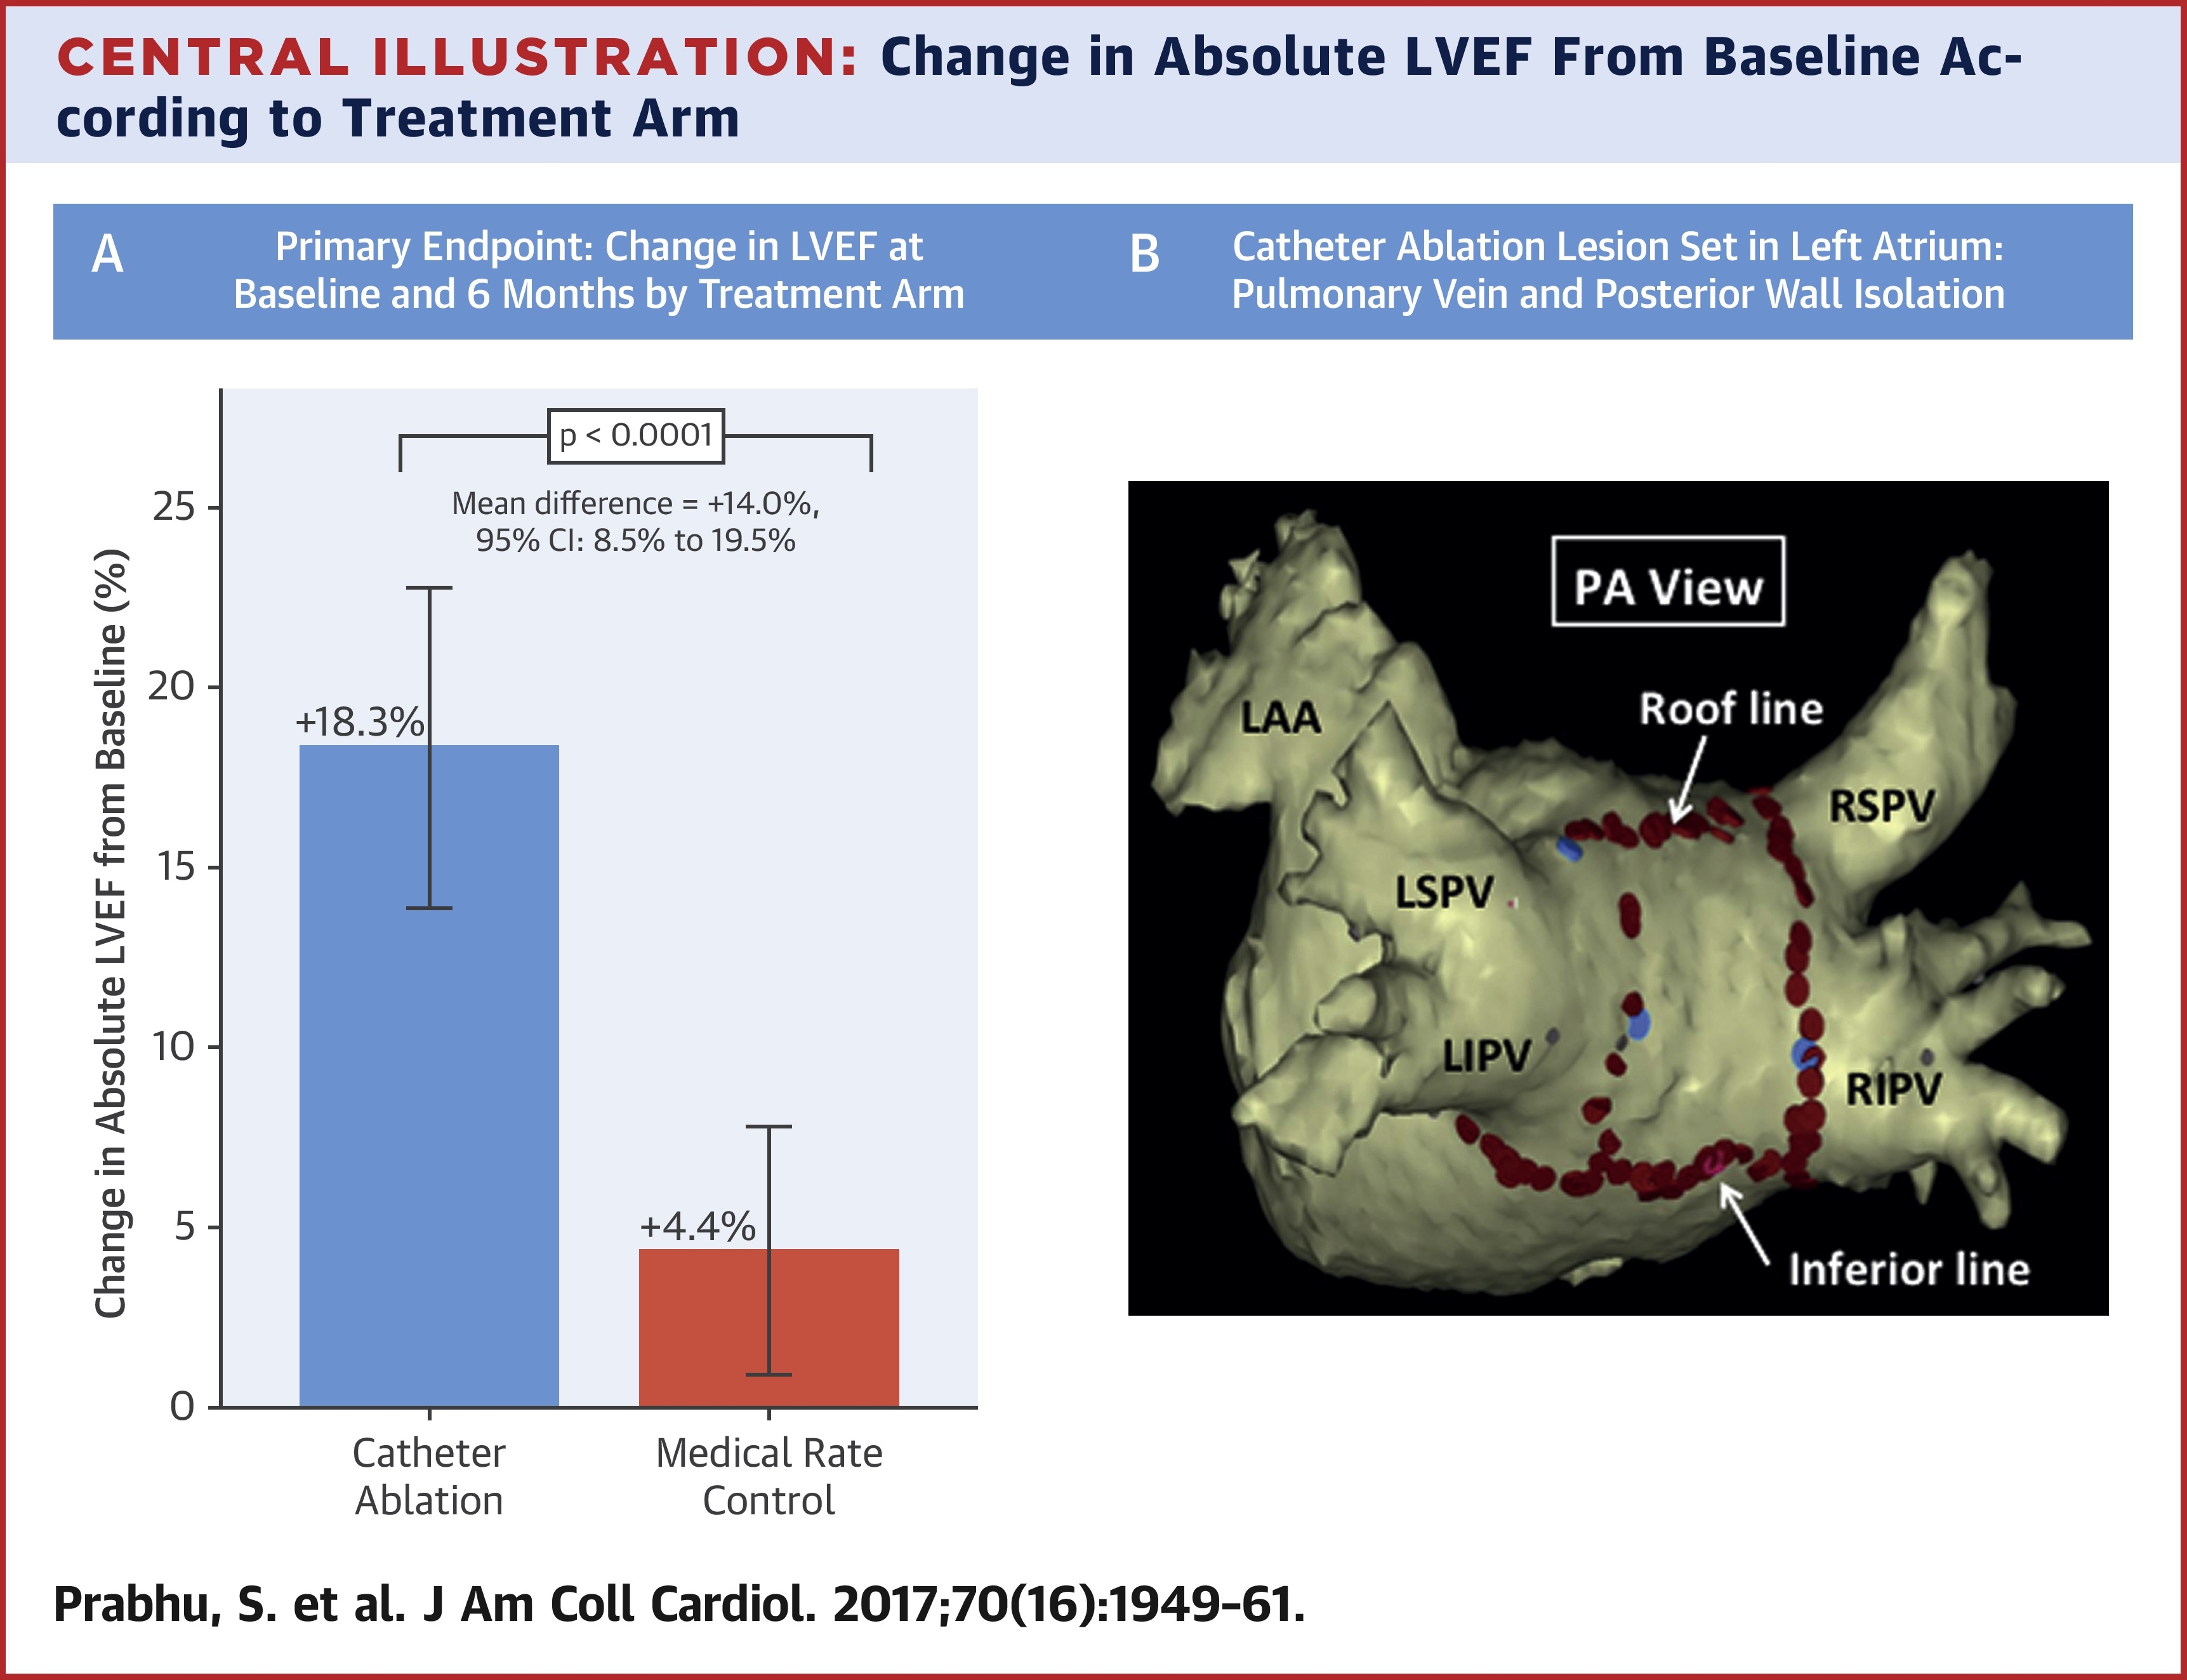 CENTRAL ILLUSTRATION: Change in Absolute LVEF From Baseline Ac-
cording to Treatment Arm
A
Primary Endpoint: Change in LVEF at
Baseline and 6 Months by Treatment Arm
B
Catheter Ablation Lesion Set in Left Atrium:
Pulmonary Vein and Posterior Wall Isolation
Change in Absolute LVEF from Baseline (%)
25
20
15
10
5
0
p < 0.0001
Mean difference = +14.0%,
95% CI: 8.5% to 19.5%
+18.3%
+4.4%
Catheter
Ablation
Medical Rate
Control
PA View
Roof line
LAA
RSPV
LSPV
LIPV
RIPV
Inferior line
Prabhu, S. et al. J Am Coll Cardiol. 2017;70(16):1949–61.